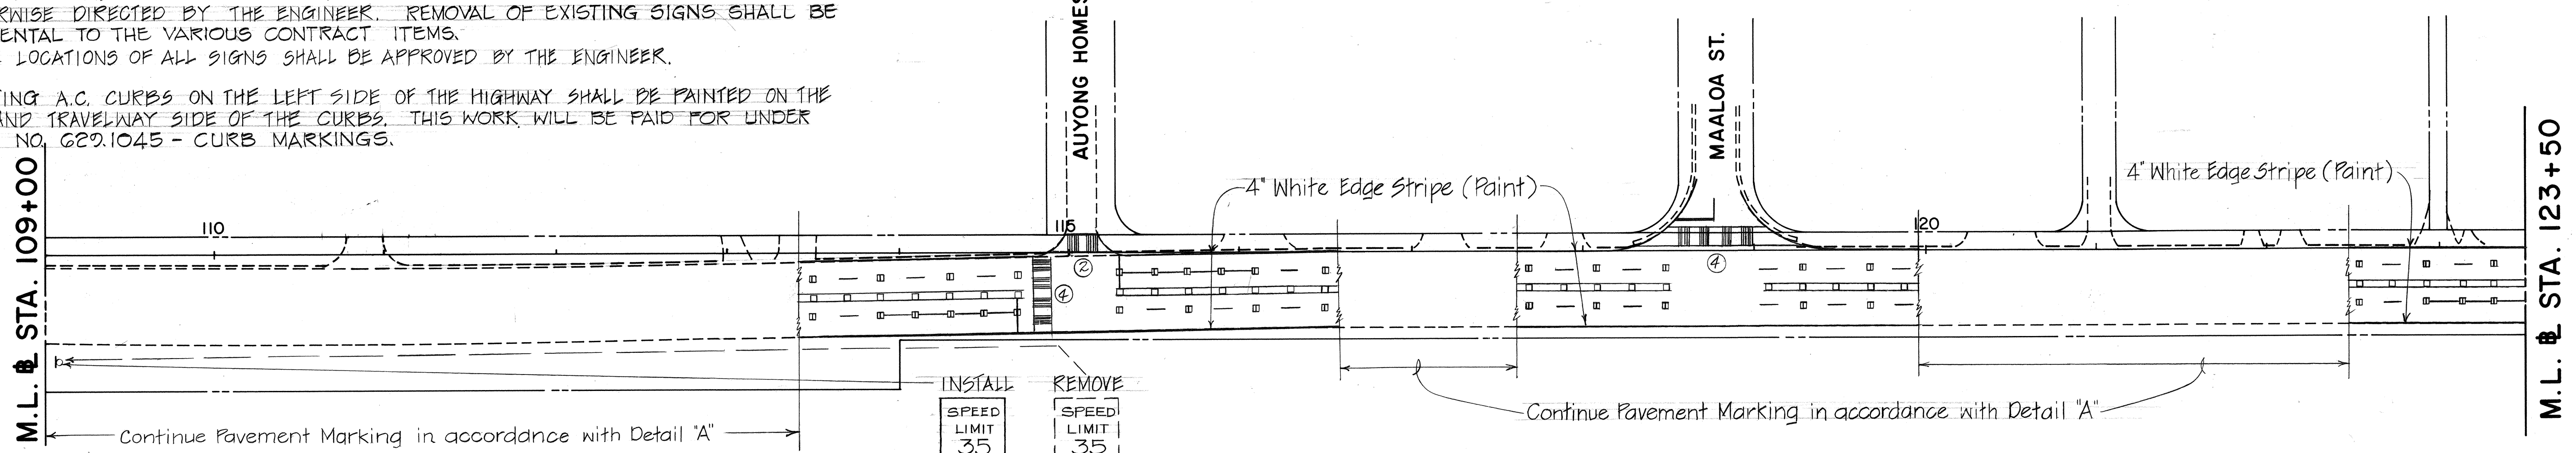 RWISE DIRECTED BY THE ENGINEER. REMOVAL OF EXISTING SIGNS SHALL BE
ENTAL TO THE VARIOUS CONTRACT ITEMS.
LOCATIONS OF ALL SIGNS SHALL BE APPROVED BY THE ENGINEER.
ING A.C. CURBS ON THE LEFT SIDE OF THE HIGHWAY SHALL BE PAINTED ON THE
AND TRAVELWAY SIDE OF THE CURBS. THIS WORK WILL BE PAID FOR UNDER
NO. 629.1045 - CURB MARKINGS.
AUYONG HOMES
MAALOA ST.
4" White Edge Stripe (Paint)
4" White Edge Stripe (Paint)
110
115
120
②
④
④
M.L. B STA. 109+00
M.L. B STA. 123+50
INSTALL
SPEED
LIMIT
35
REMOVE
SPEED
LIMIT
35
Continue Pavement Marking in accordance with Detail "A"
Continue Pavement Marking in accordance with Detail "A"